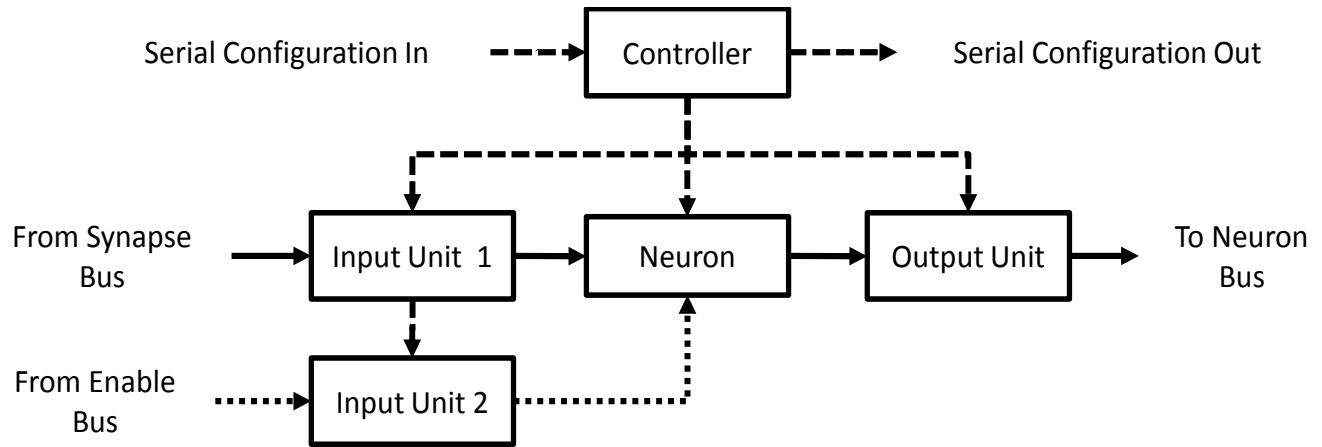 Serial Configuration In
Controller
Serial Configuration Out
From Synapse
Bus
Input Unit 1
Neuron
Output Unit
To Neuron
Bus
From Enable
Bus
Input Unit 2